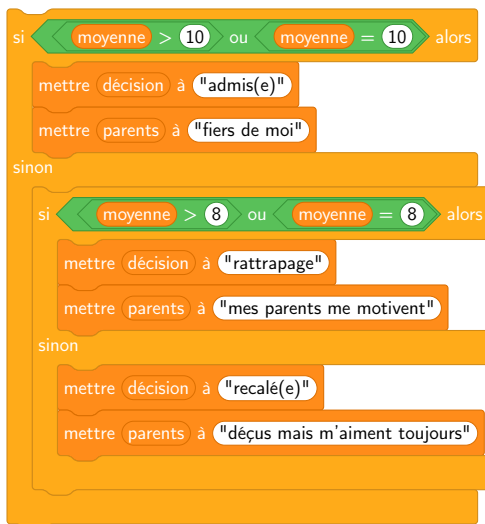 si moyenne > 10 ou moyenne = 10 alors
mettre décision à "admis(e)"
mettre parents à "fiers de moi"
sinon
si moyenne > 8 ou moyenne = 8 alors
mettre décision à "rattrapage"
mettre parents à "mes parents me motivent"
sinon
mettre décision à "recalé(e)"
mettre parents à "déçus mais m'aiment toujours"